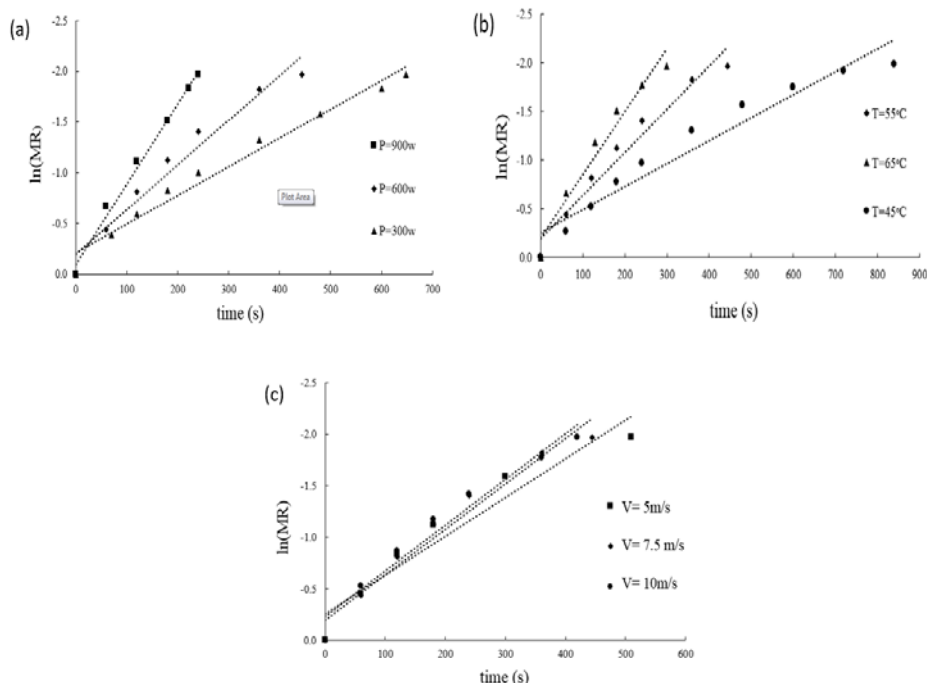 (a)
-2.5
-2.0
-1.5
-1.0
-0.5
0.0
ln(MR)
0 100 200 300 400 500 600 700
time (s)
P=900w
P=600w
P=300w
Plot Area
(b)
-2.5
-2.0
-1.5
-1.0
-0.5
0.0
ln(MR)
0 100 200 300 400 500 600 700 800 900
time (s)
T=55⁰C
T=65⁰C
T=45⁰C
(c)
-2.5
-2.0
-1.5
-1.0
-0.5
0.0
ln(MR)
0 100 200 300 400 500 600
time (s)
V= 5m/s
V= 7.5 m/s
V= 10m/s